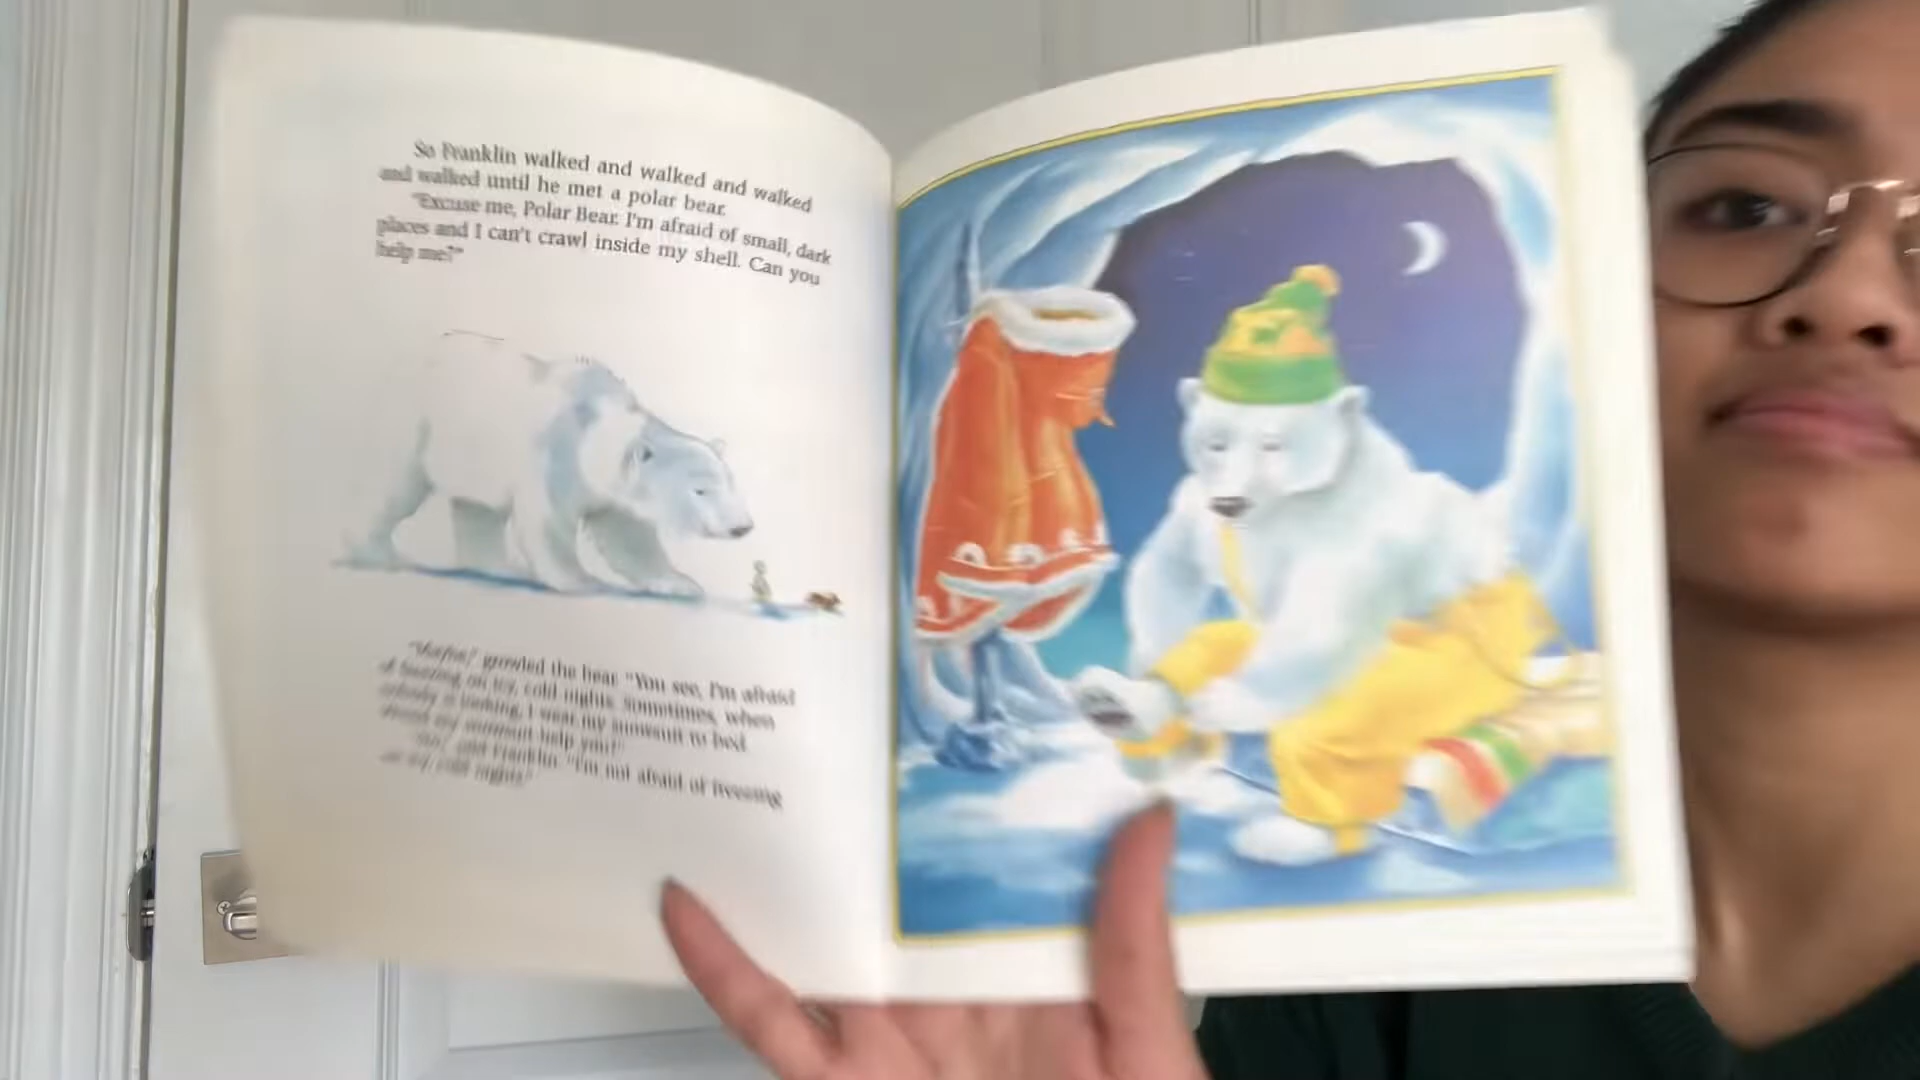 So Franklin walked and walked and walked
and walked until he met a polar bear.
"Excuse me, Polar Bear. I'm afraid of small, dark
places and I can't crawl inside my shell. Can you
help me?"
"Maybe," growled the bear. "You see, I'm afraid
of freezing on icy, cold nights. Sometimes, when
nobody is looking, I wear my snowsuit to bed.
Would my snowsuit help you?"
"No," said Franklin. "I'm not afraid of freezing
on icy, cold nights."